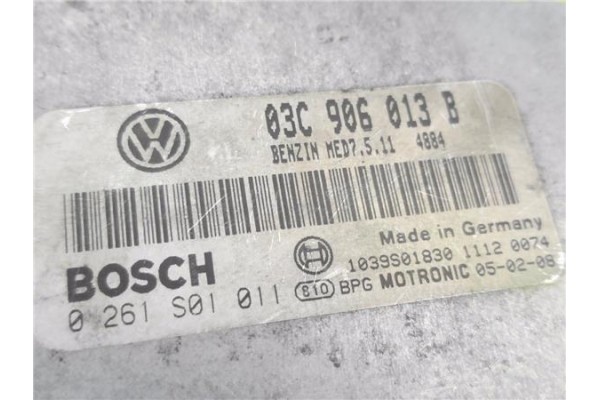 03C 906 013 B
BENZIN MED7.5.11 4884
Made in Germany
BOSCH
1039S01830 1112 0074
0 261 S01 011
810 BPG MOTRONIC 05-02-08